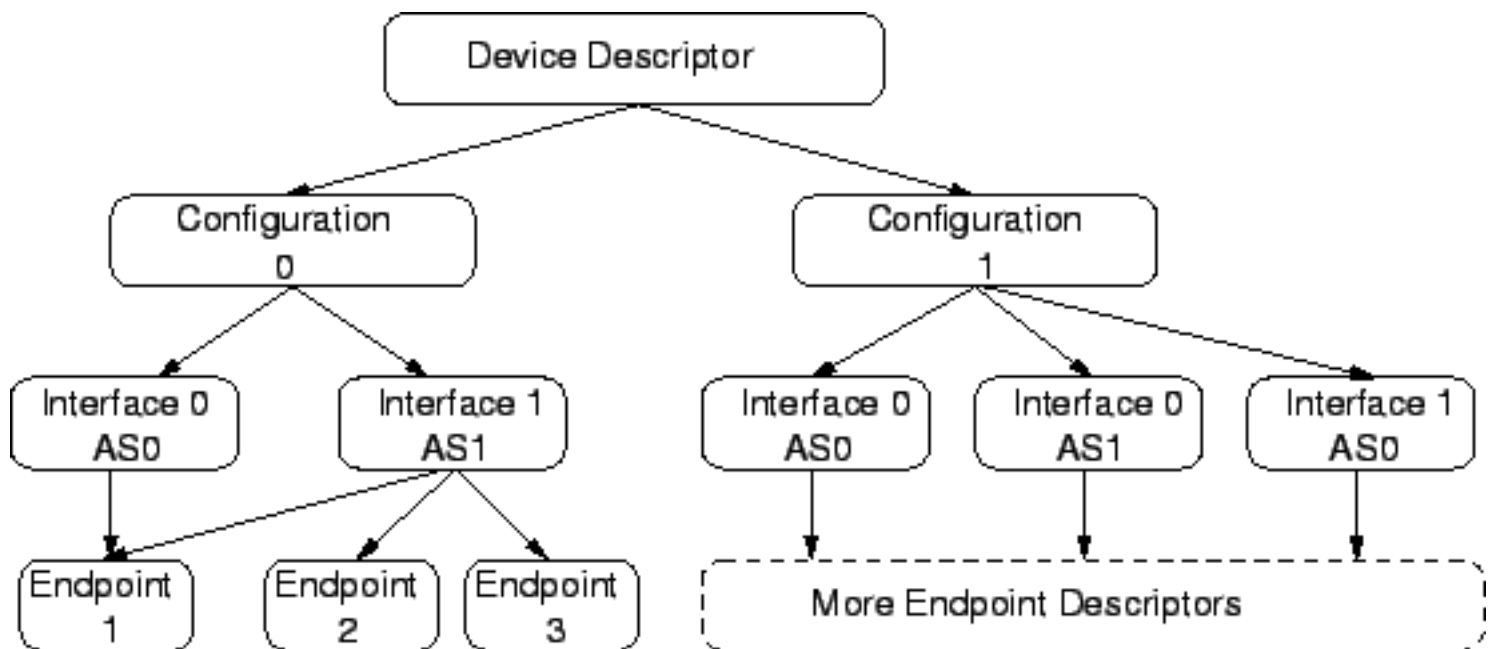 Device Descriptor
Configuration
0
Configuration
1
Interface 0
AS0
Interface 1
AS1
Interface 0
AS0
Interface 0
AS1
Interface 1
AS0
Endpoint
1
Endpoint
2
Endpoint
3
More Endpoint Descriptors